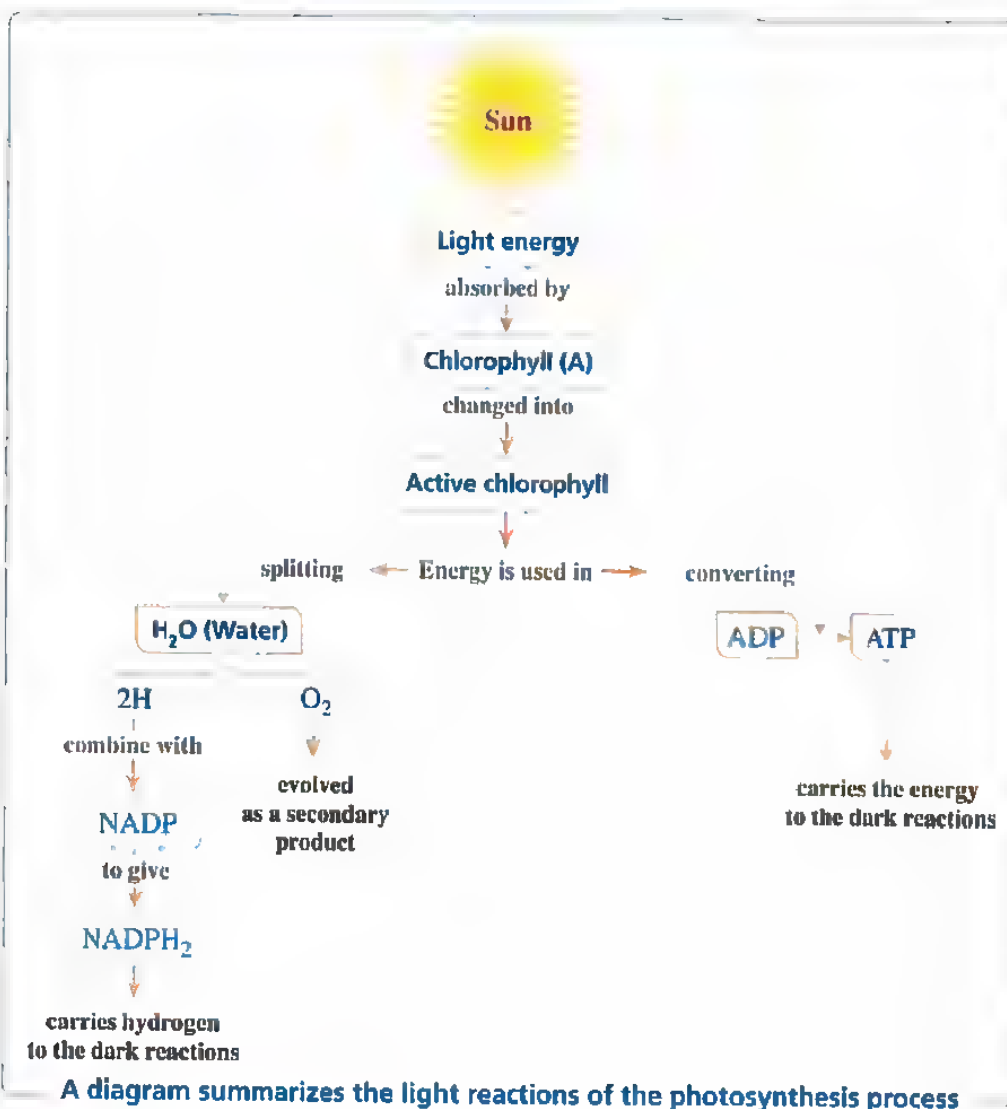 Sun
Light energy
absorbed by
Chlorophyll (A)
changed into
Active chlorophyll
splitting Energy is used in converting
H₂O (Water)
ADP ATP
2H O₂
combine with
evolved
as a secondary
product
carries the energy
to the dark reactions
NADP
to give
NADPH₂
carries hydrogen
to the dark reactions
A diagram summarizes the light reactions of the photosynthesis process